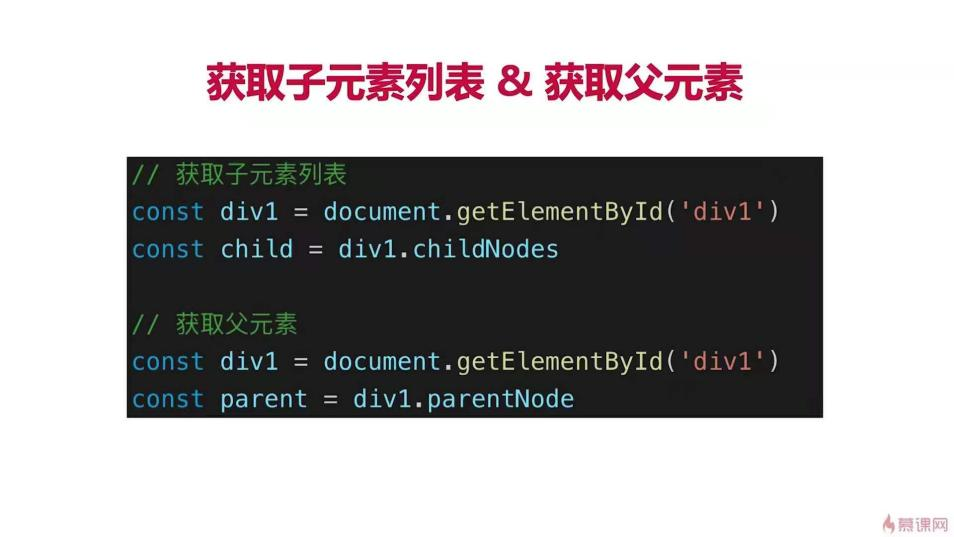 获取子元素列表 & 获取父元素
// 获取子元素列表
const div1 = document.getElementById('div1')
const child = div1.childNodes
// 获取父元素
const div1 = document.getElementById('div1')
const parent = div1.parentNode
慕课网